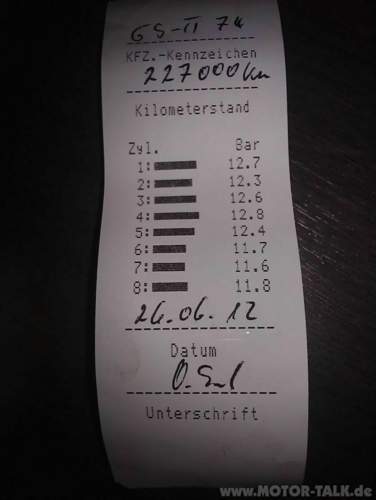 GS-II 74
KFZ.-Kennzeichen
227000km
Kilometerstand
Zyl. Bar
1: 12.7
2: 12.3
3: 12.6
4: 12.8
5: 12.4
6: 11.7
7: 11.6
8: 11.8
26.06.12
Datum
Unterschrift
www.MOTOR-TALK.de